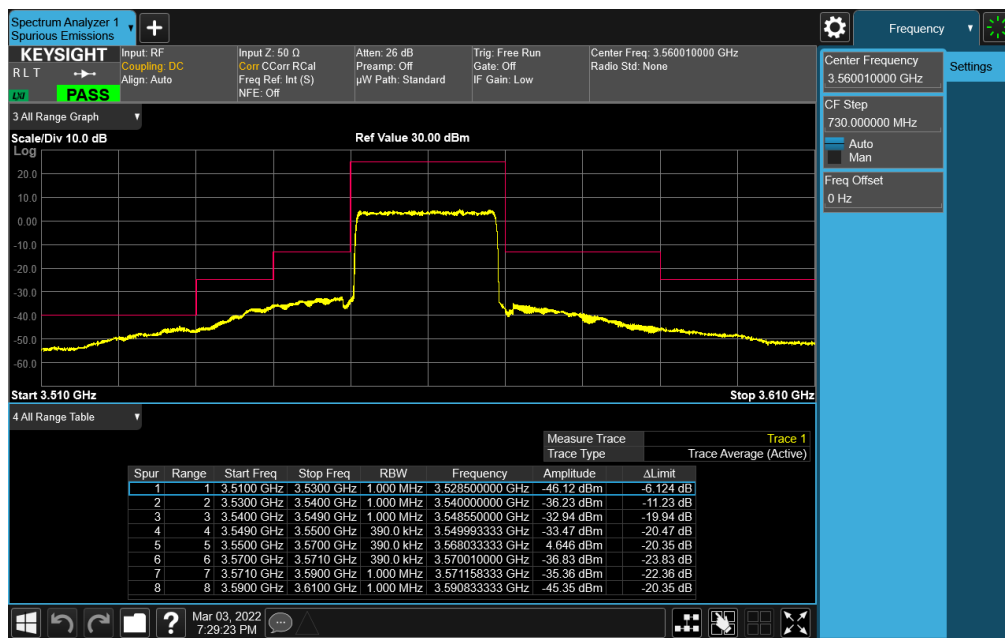 Spectrum Analyzer 1
Spurious Emissions
+
Frequency
KEYSIGHT
R L T
LXI
PASS
Input: RF
Coupling: DC
Align: Auto
Input Z: 50 Ω
Corr CCorr RCal
Freq Ref: Int (S)
NFE: Off
Atten: 26 dB
Preamp: Off
µW Path: Standard
Trig: Free Run
Gate: Off
IF Gain: Low
Center Freq: 3.560010000 GHz
Radio Std: None
Center Frequency
3.560010000 GHz
Settings
CF Step
730.000000 MHz
Auto
Man
Freq Offset
0 Hz
3 All Range Graph
Scale/Div 10.0 dB
Ref Value 30.00 dBm
Log
20.0
10.0
0.00
-10.0
-20.0
-30.0
-40.0
-50.0
-60.0
Start 3.510 GHz
Stop 3.610 GHz
4 All Range Table
Measure Trace Trace 1
Trace Type Trace Average (Active)
Spur Range Start Freq Stop Freq RBW Frequency Amplitude ΔLimit
1 1 3.5100 GHz 3.5300 GHz 1.000 MHz 3.528500000 GHz -46.12 dBm -6.124 dB
2 2 3.5300 GHz 3.5400 GHz 1.000 MHz 3.540000000 GHz -36.23 dBm -11.23 dB
3 3 3.5400 GHz 3.5490 GHz 1.000 MHz 3.548550000 GHz -32.94 dBm -19.94 dB
4 4 3.5490 GHz 3.5500 GHz 390.0 kHz 3.549993333 GHz -33.47 dBm -20.47 dB
5 5 3.5500 GHz 3.5700 GHz 390.0 kHz 3.568033333 GHz 4.646 dBm -20.35 dB
6 6 3.5700 GHz 3.5710 GHz 390.0 kHz 3.570010000 GHz -36.83 dBm -23.83 dB
7 7 3.5710 GHz 3.5900 GHz 1.000 MHz 3.571158333 GHz -35.36 dBm -22.36 dB
8 8 3.5900 GHz 3.6100 GHz 1.000 MHz 3.590833333 GHz -45.35 dBm -20.35 dB
?
Mar 03, 2022
7:29:23 PM